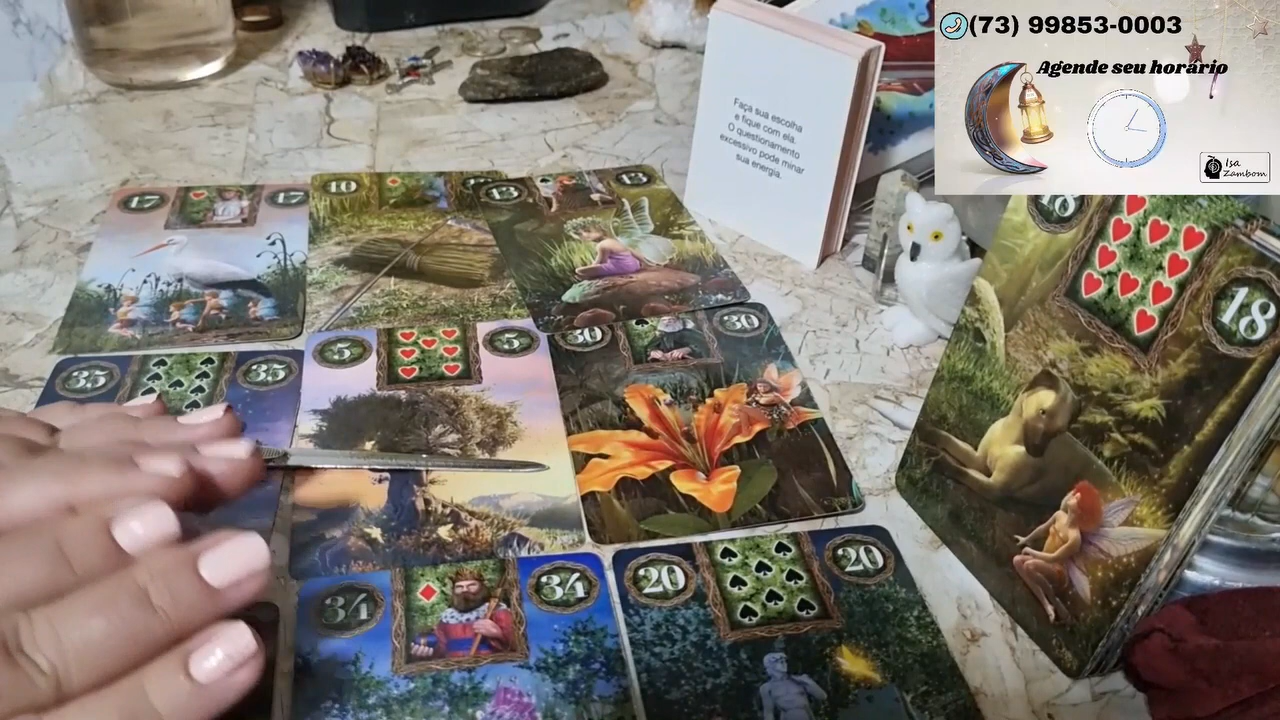 (73) 99853-0003
Agende seu horário
Isa
Zambom
Faça sua escolha
e fique com ela.
O questionamento
excessivo pode minar
sua energia.
17
17
10
13
13
18
18
35
35
5
5
30
30
34
34
20
20